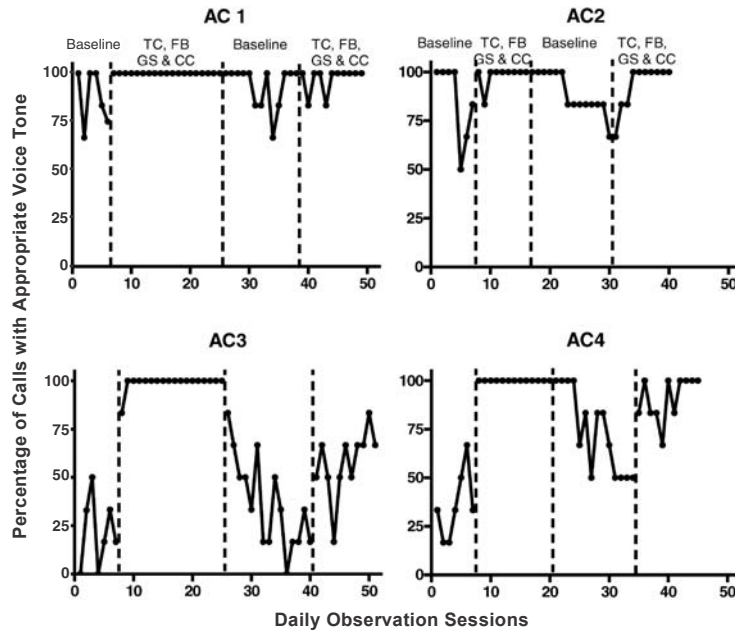 AC 1
Baseline
TC, FB
GS & CC
Baseline
TC, FB,
GS & CC
100
75
50
25
0
0 10 20 30 40 50
AC2
Baseline
TC, FB
GS & CC
Baseline
TC, FB,
GS & CC
100
75
50
25
0
0 10 20 30 40 50
Percentage of Calls with Appropriate Voice Tone
AC3
100
75
50
25
0
0 10 20 30 40 50
AC4
100
75
50
25
0
0 10 20 30 40 50
Daily Observation Sessions